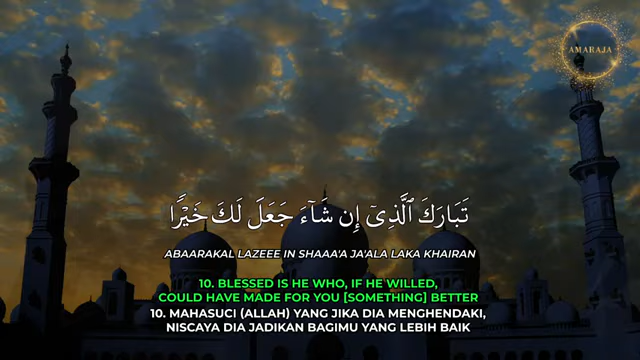 AMARAJA
تَبَارَكَ ٱلَّذِىٓ إِن شَآءَ جَعَلَ لَكَ خَيْرًا
ABAARAKAL LAZEEE IN SHAAA'A JA'ALA LAKA KHAIRAN
10. BLESSED IS HE WHO, IF HE WILLED,
COULD HAVE MADE FOR YOU [SOMETHING] BETTER
10. MAHASUCI (ALLAH) YANG JIKA DIA MENGHENDAKI,
NISCAYA DIA JADIKAN BAGIMU YANG LEBIH BAIK